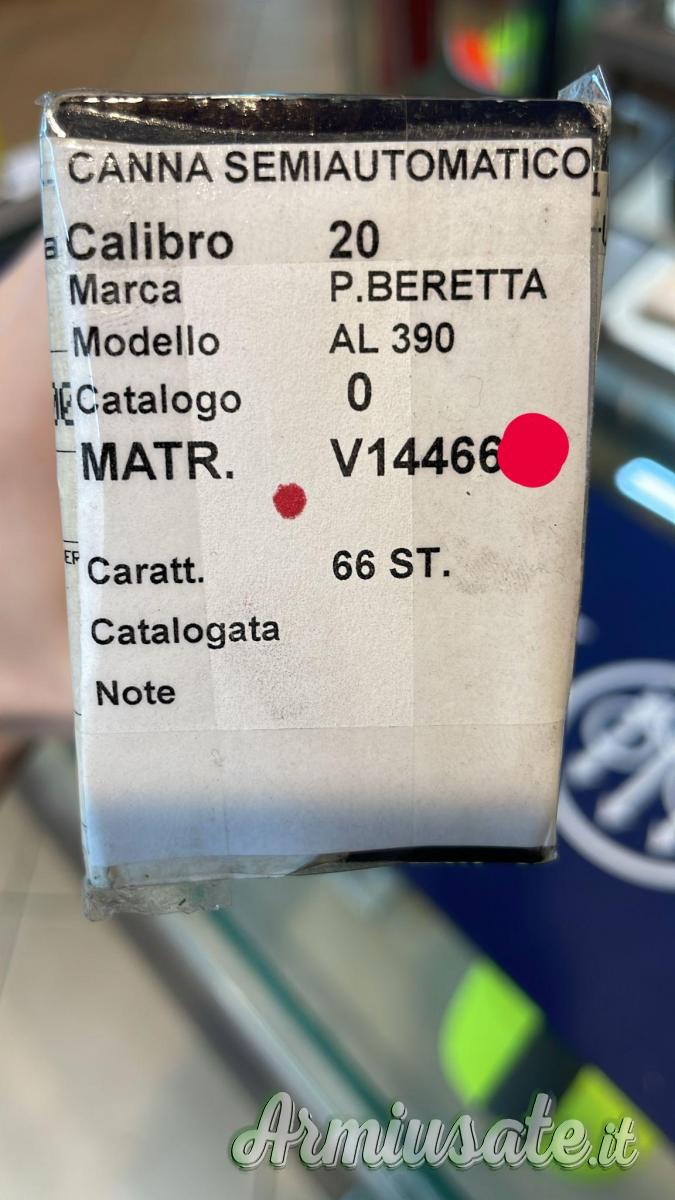 CANNA SEMIAUTOMATICO
Calibro 20
Marca P.BERETTA
Modello AL 390
Catalogo 0
MATR. V14466
Caratt. 66 ST.
Catalogata
Note
Armiusate.it